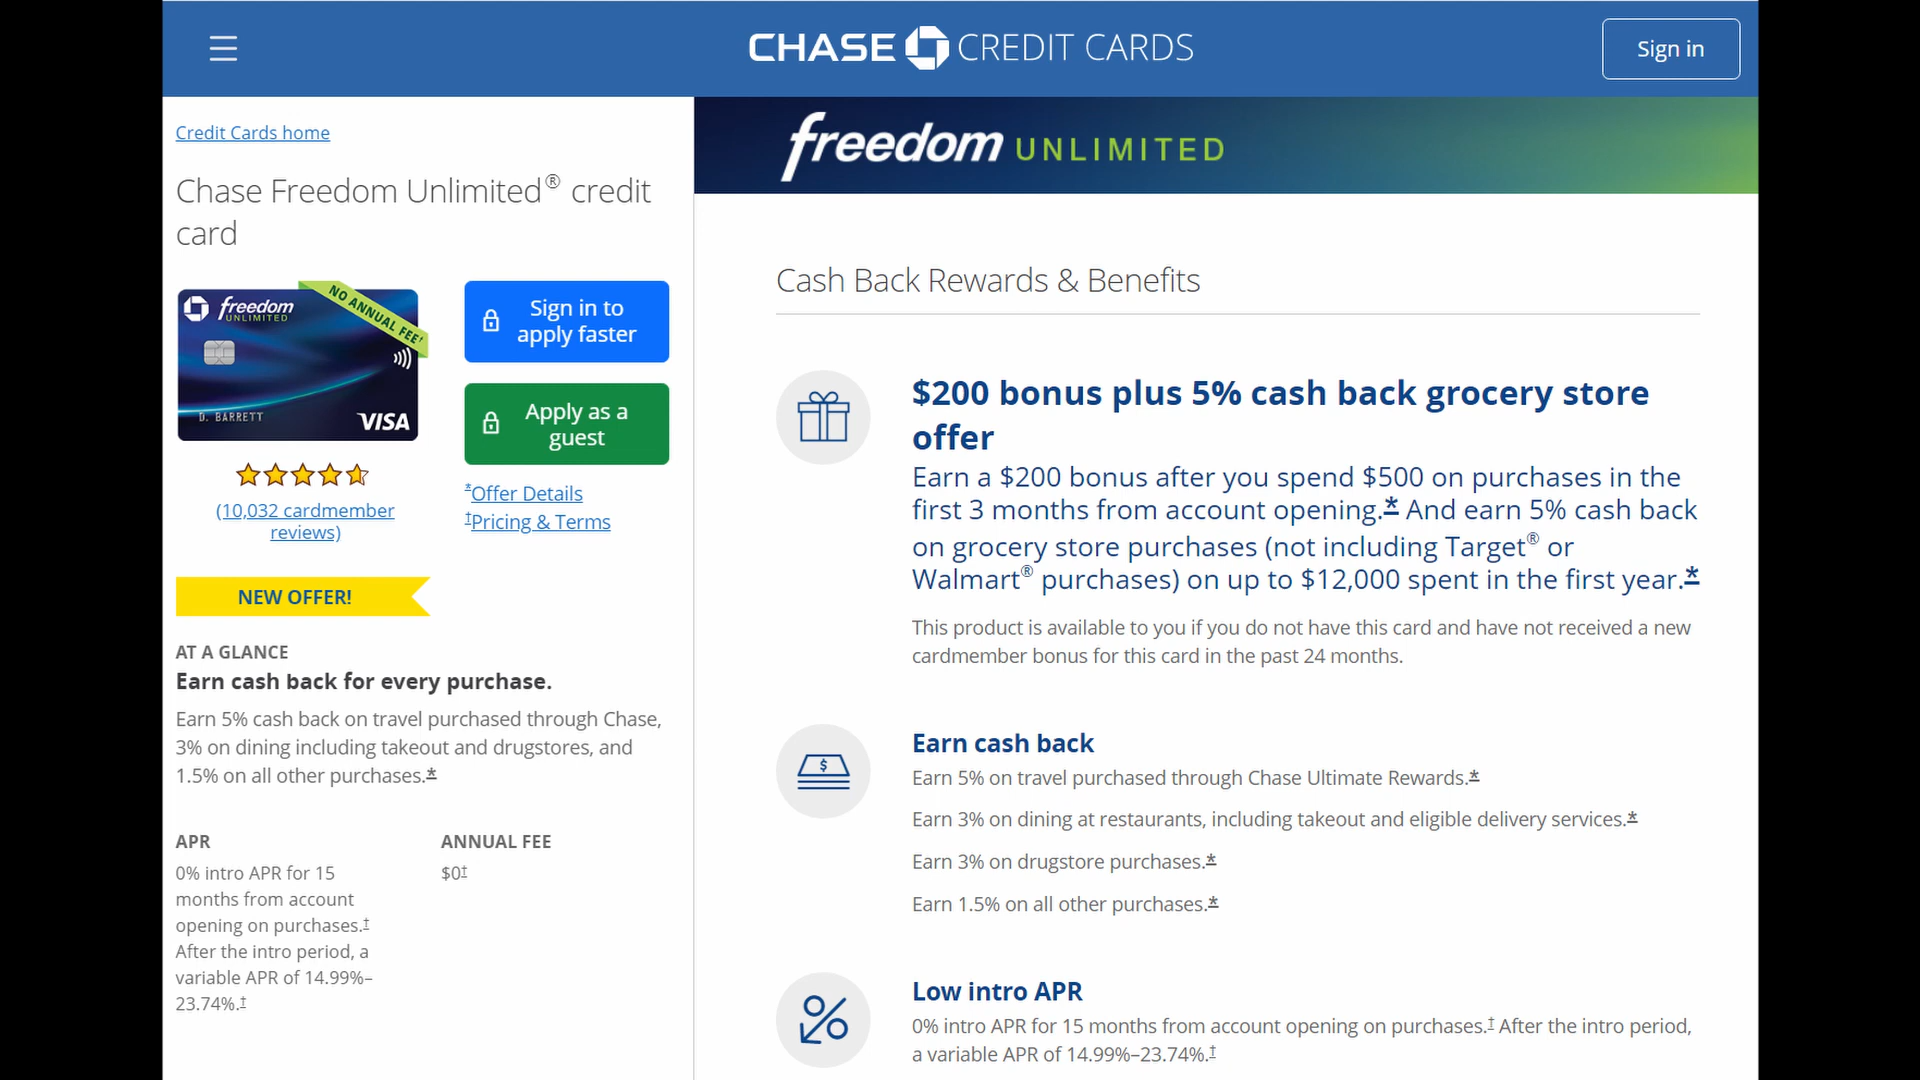 CHASE CREDIT CARDS
Sign in
Credit Cards home
Chase Freedom Unlimited® credit
card
freedom
UNLIMITED
NO ANNUAL FEE†
D. BARRETT
VISA
Sign in to
apply faster
Apply as a
guest
(10,032 cardmember
reviews)
*Offer Details
†Pricing & Terms
NEW OFFER!
AT A GLANCE
Earn cash back for every purchase.
Earn 5% cash back on travel purchased through Chase,
3% on dining including takeout and drugstores, and
1.5% on all other purchases.*
APR
0% intro APR for 15
months from account
opening on purchases.†
After the intro period, a
variable APR of 14.99%–
23.74%.†
ANNUAL FEE
$0†
freedom UNLIMITED
Cash Back Rewards & Benefits
$200 bonus plus 5% cash back grocery store
offer
Earn a $200 bonus after you spend $500 on purchases in the
first 3 months from account opening.* And earn 5% cash back
on grocery store purchases (not including Target® or
Walmart® purchases) on up to $12,000 spent in the first year.*
This product is available to you if you do not have this card and have not received a new
cardmember bonus for this card in the past 24 months.
Earn cash back
Earn 5% on travel purchased through Chase Ultimate Rewards.*
Earn 3% on dining at restaurants, including takeout and eligible delivery services.*
Earn 3% on drugstore purchases.*
Earn 1.5% on all other purchases.*
Low intro APR
0% intro APR for 15 months from account opening on purchases.† After the intro period,
a variable APR of 14.99%–23.74%.†